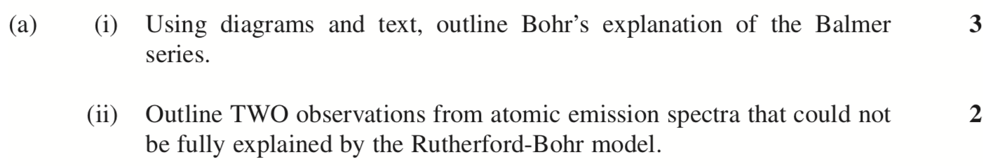 (a) (i) Using diagrams and text, outline Bohr's explanation of the Balmer 3
series.
(ii) Outline TWO observations from atomic emission spectra that could not 2
be fully explained by the Rutherford-Bohr model.